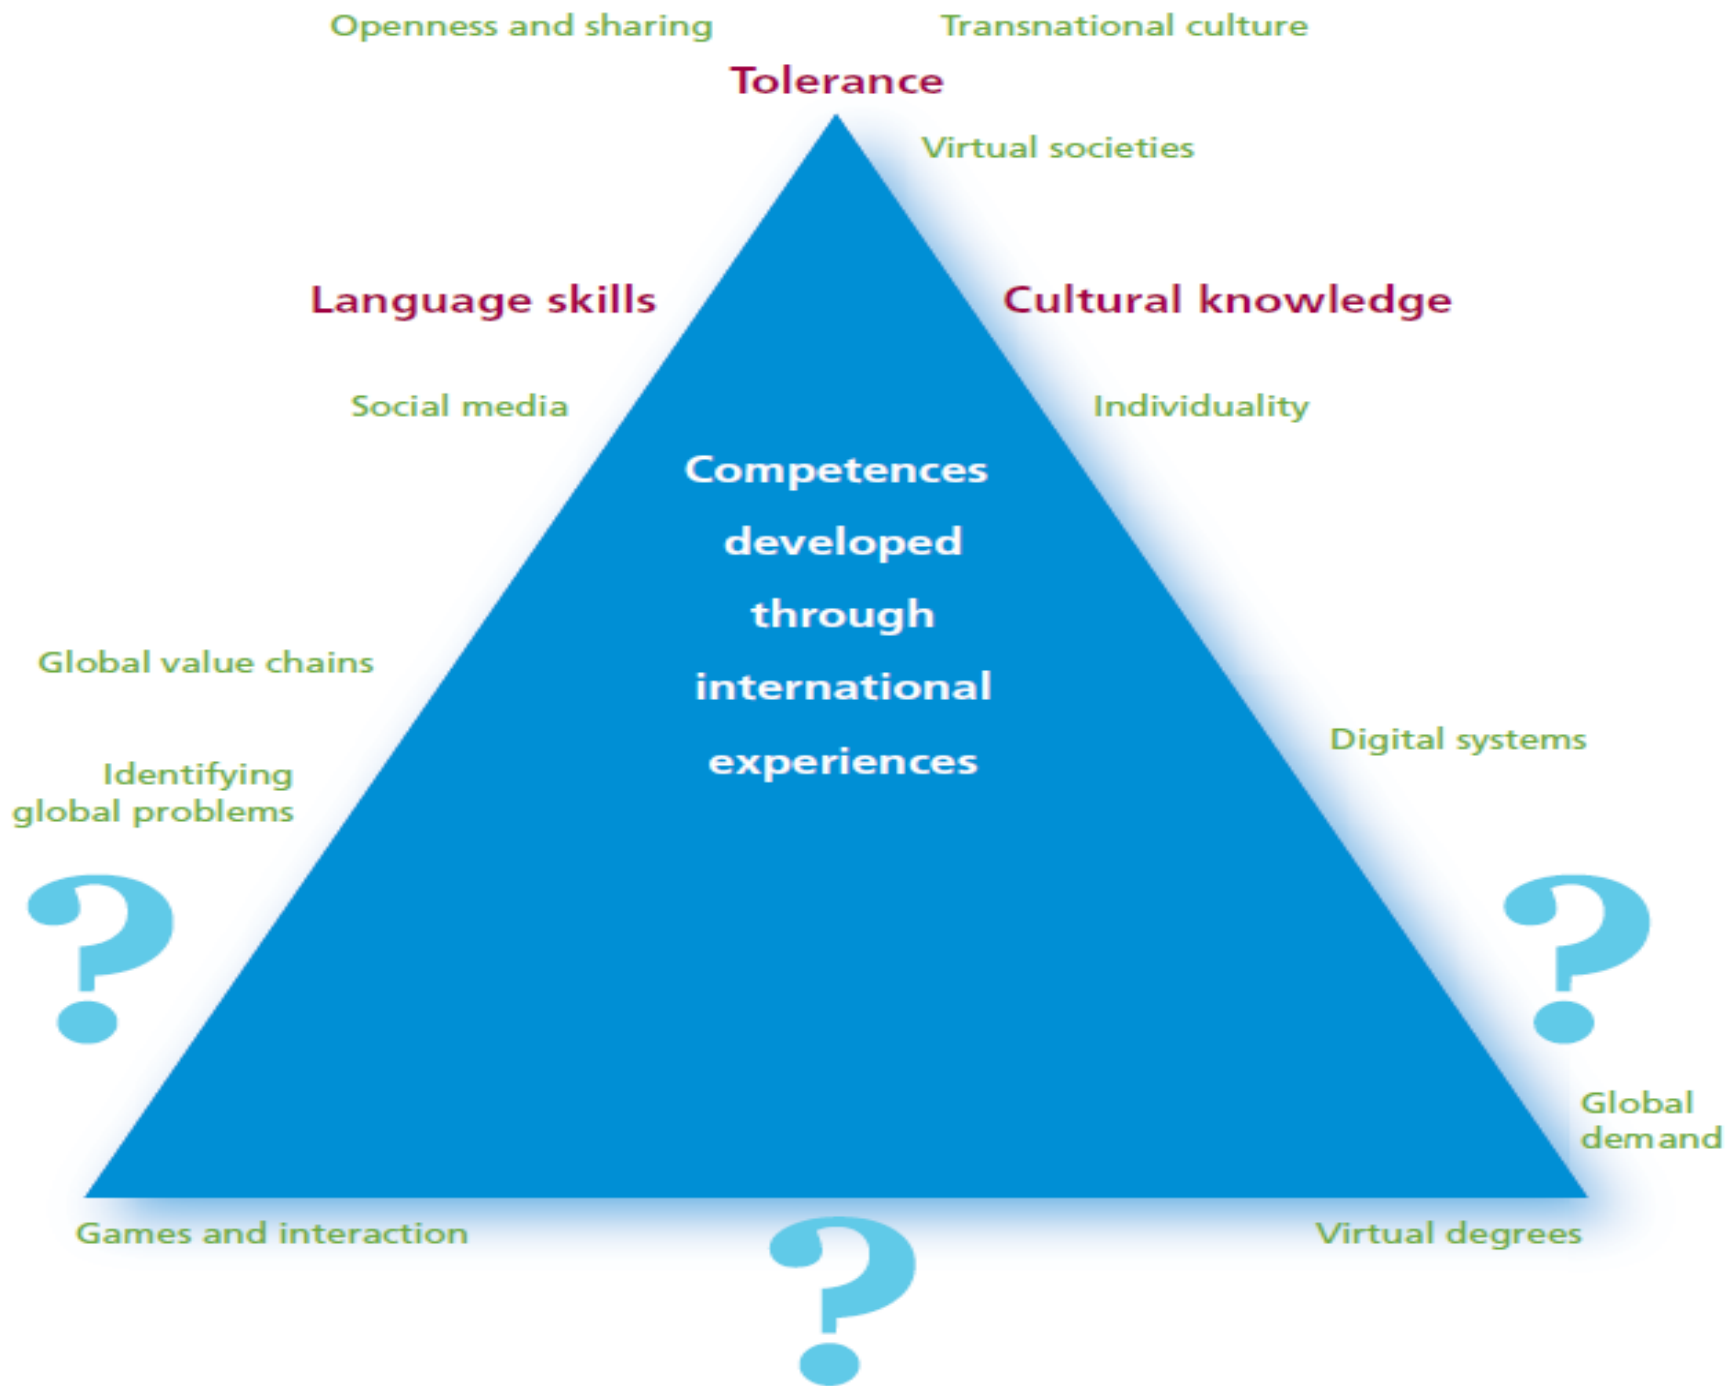 Openness and sharing
Transnational culture
Tolerance
Virtual societies
Language skills
Cultural knowledge
Social media
Individuality
Competences
developed
through
international
experiences
Global value chains
Digital systems
Identifying
global problems
?
?
Global
demand
Games and interaction
Virtual degrees
?